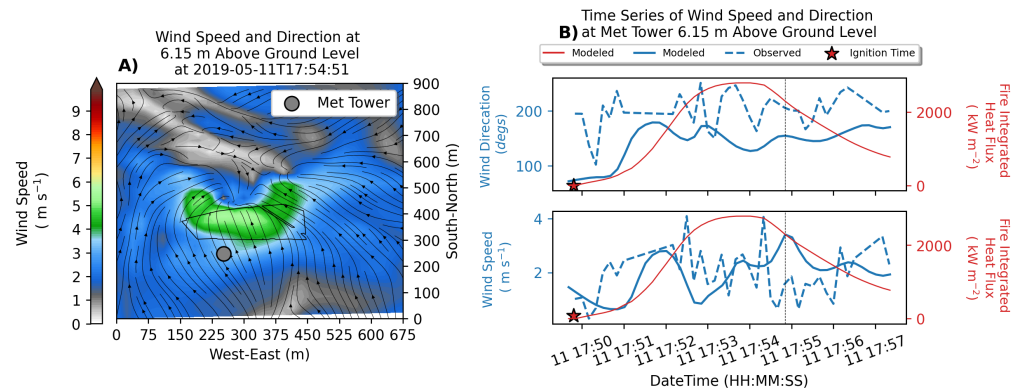 Wind Speed and Direction at
6.15 m Above Ground Level
at 2019-05-11T17:54:51
A)
Met Tower
Wind Speed
( m s⁻¹)
9
8
7
6
5
4
3
2
1
0
900
800
700
600
500
400
300
200
100
0
South-North (m)
0 75 150 225 300 375 450 525 600 675
West-East (m)
Time Series of Wind Speed and Direction
B) at Met Tower 6.15 m Above Ground Level
Modeled Modeled Observed Ignition Time
Wind Direcation
(degs)
200
100
2000
0
Fire Integrated
Heat Flux
( kW m⁻²)
Wind Speed
( m s⁻¹)
4
2
2000
0
Fire Integrated
Heat Flux
( kW m⁻²)
11 17:50 11 17:51 11 17:52 11 17:53 11 17:54 11 17:55 11 17:56 11 17:57
DateTime (HH:MM:SS)